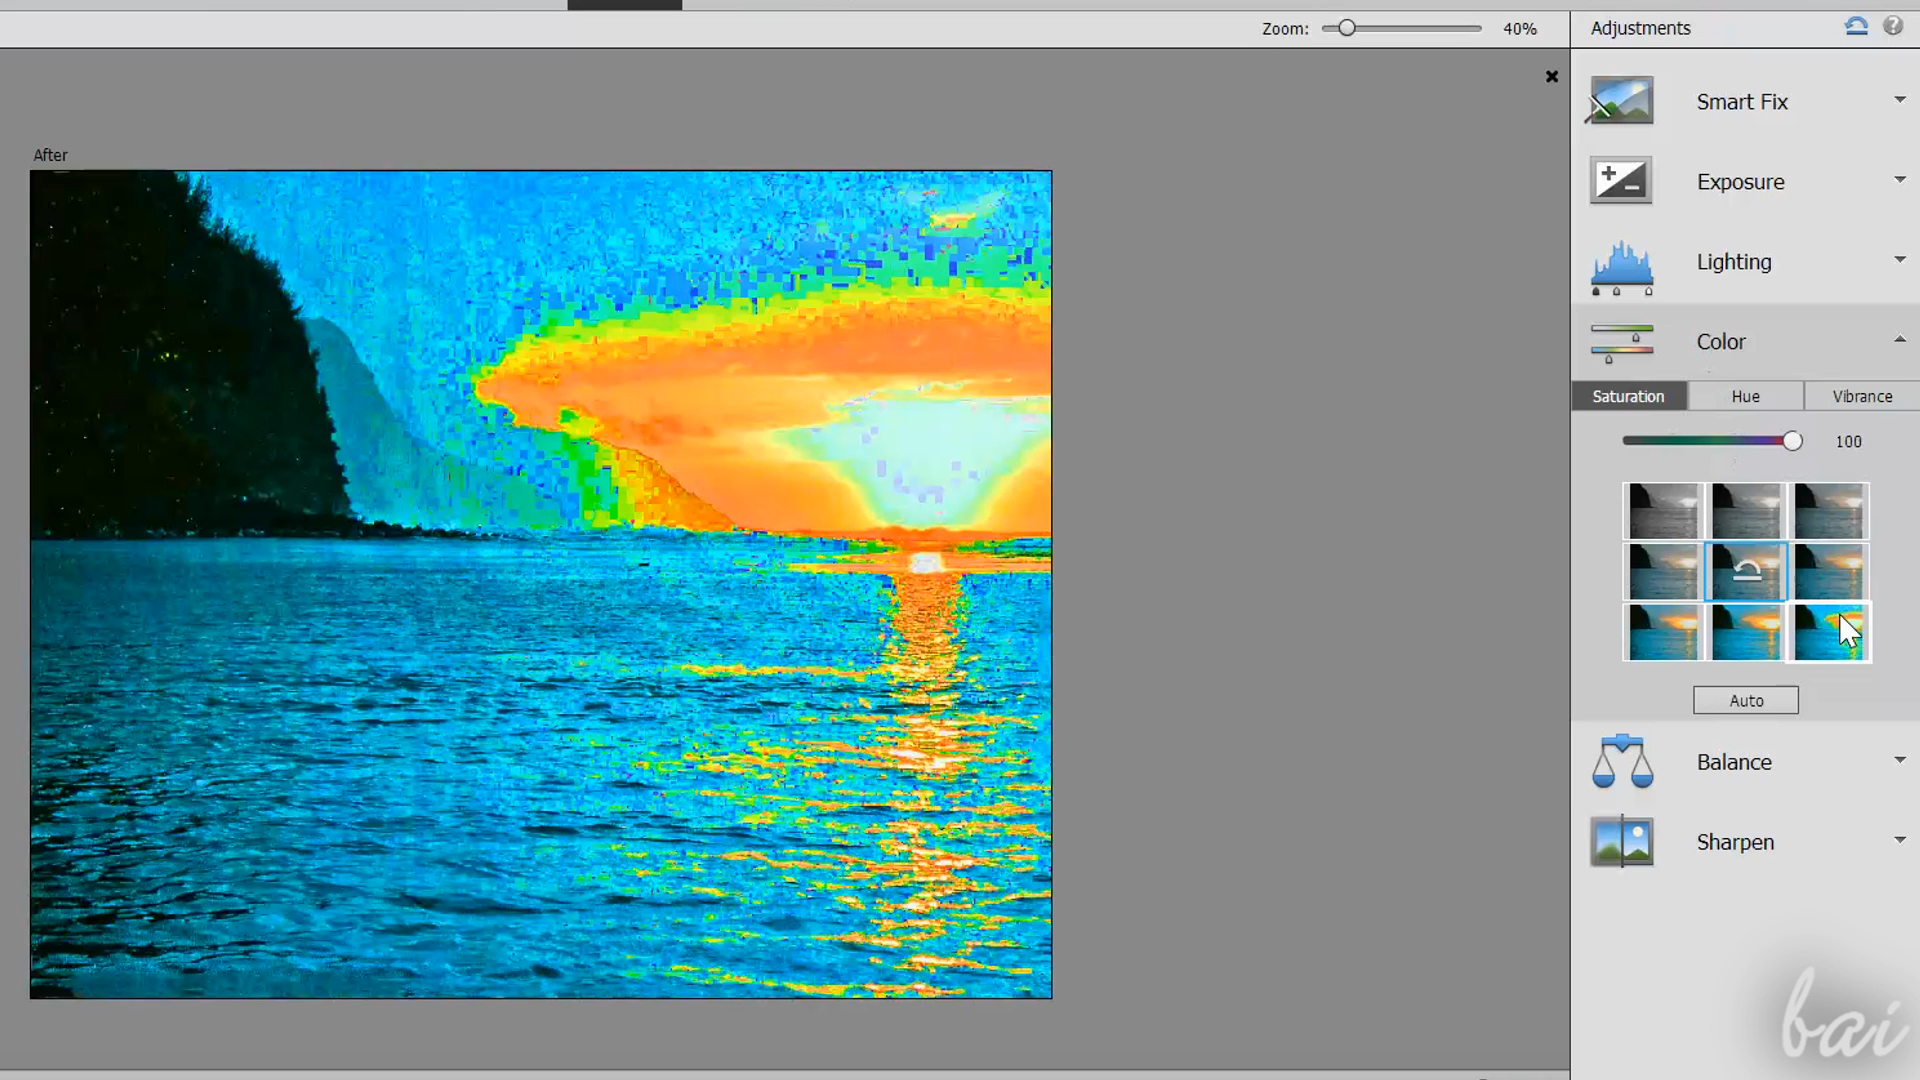 Zoom: 40%
Adjustments
Smart Fix
After
Exposure
Lighting
Color
Saturation Hue Vibrance
100
Auto
Balance
Sharpen
bai